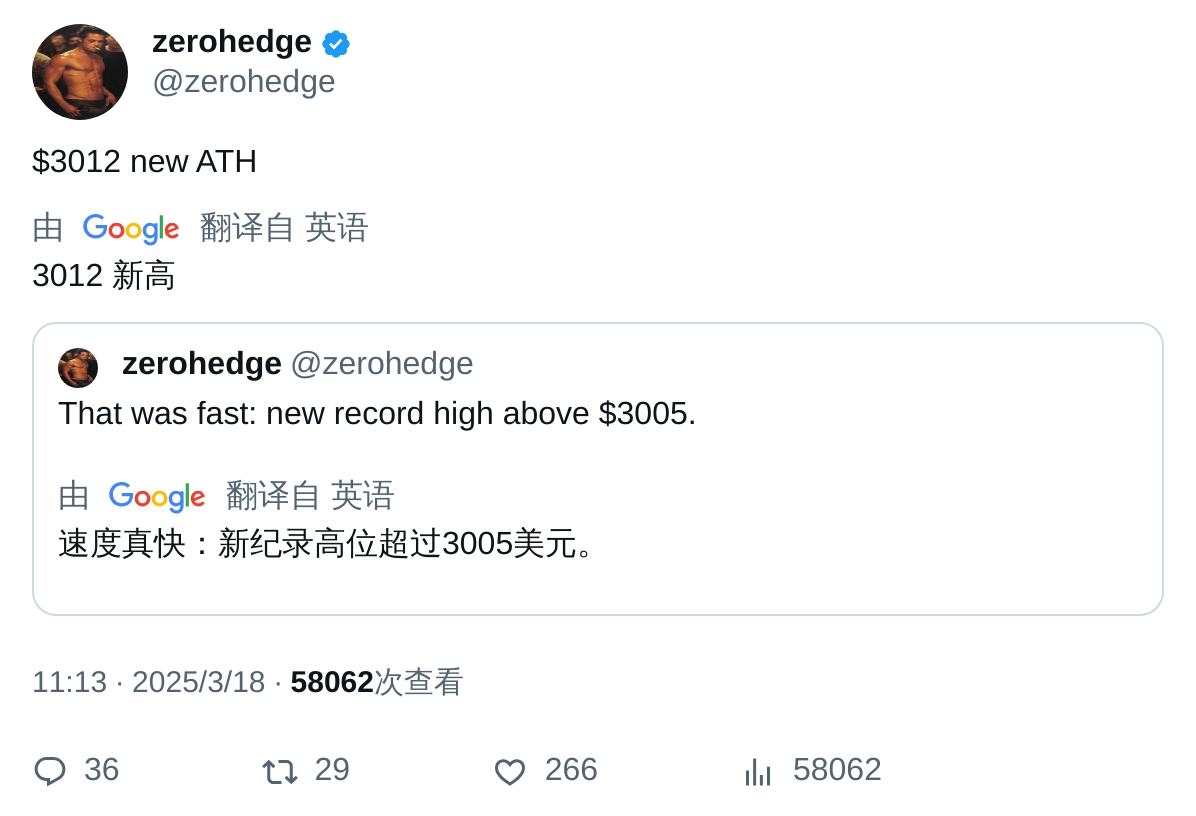 zerohedge
@zerohedge
$3012 new ATH
由 Google 翻译自 英语
3012 新高
zerohedge @zerohedge
That was fast: new record high above $3005.
由 Google 翻译自 英语
速度真快：新纪录高位超过3005美元。
11:13 · 2025/3/18 · 58062次查看
36 29 266 58062